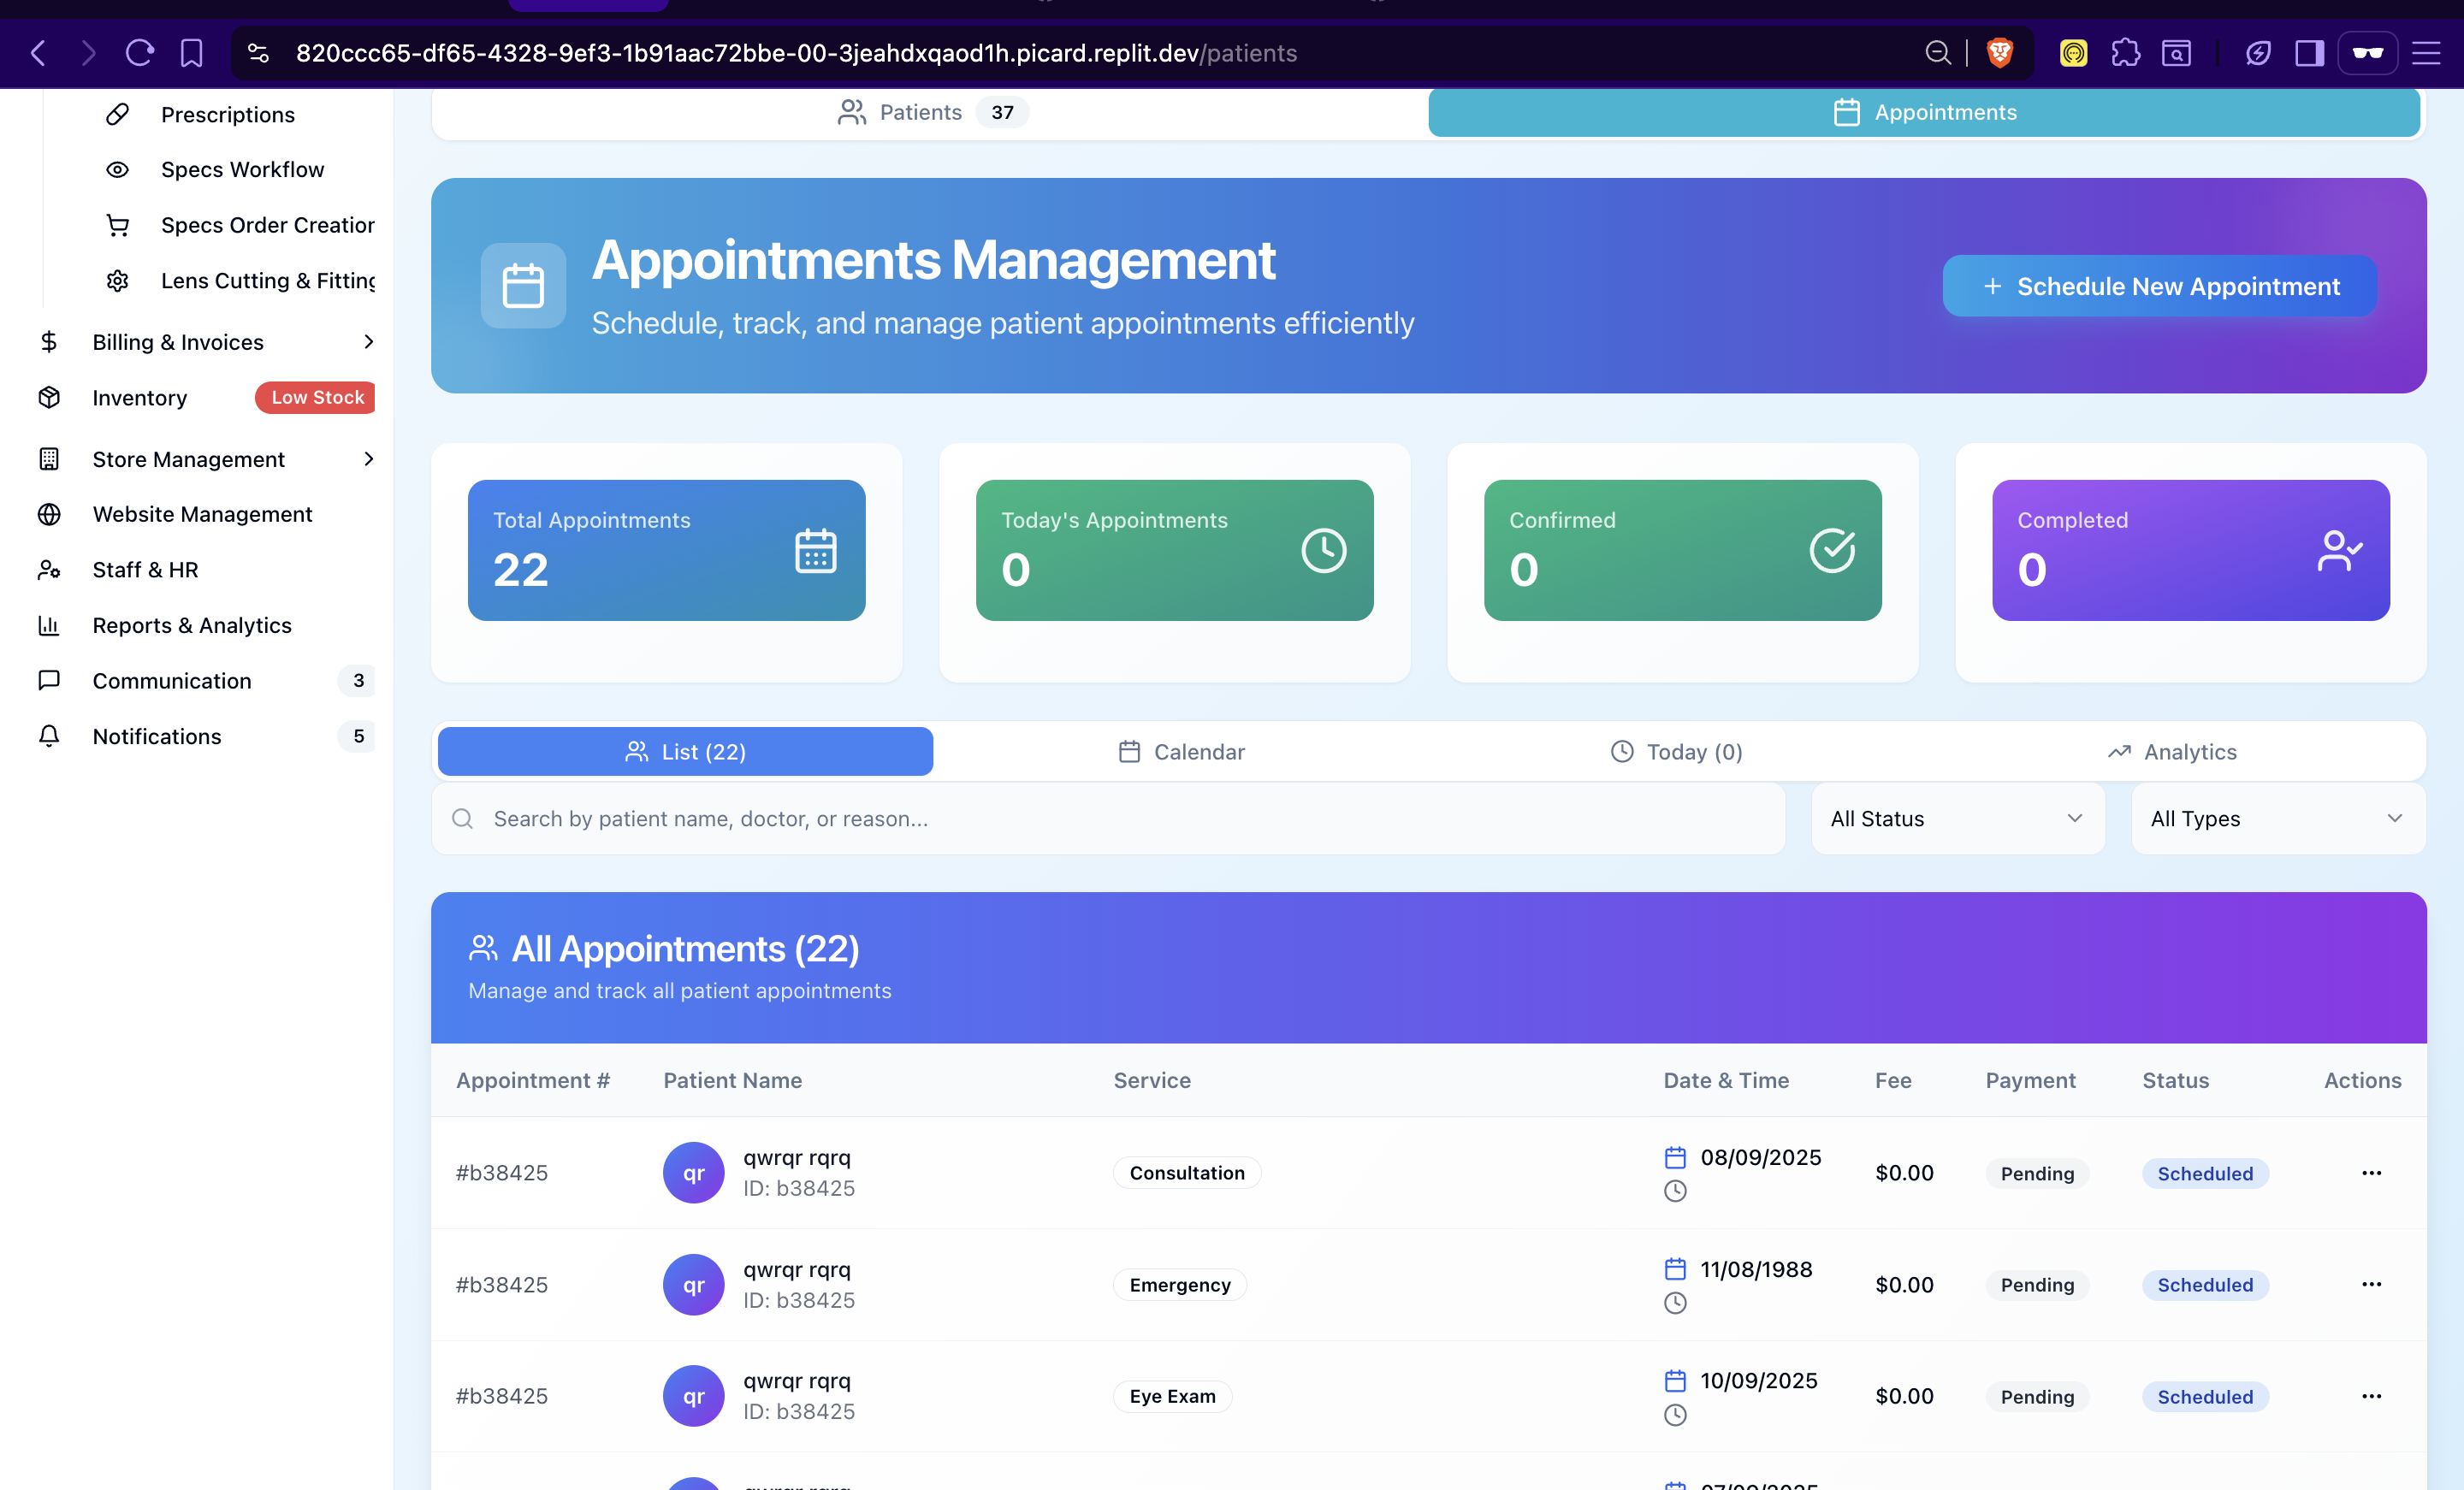 820ccc65-df65-4328-9ef3-1b91aac72bbe-00-3jeahdxqaod1h.picard.replit.dev/patients
Prescriptions
Specs Workflow
Specs Order Creation
Lens Cutting & Fitting
Billing & Invoices
Inventory Low Stock
Store Management
Website Management
Staff & HR
Reports & Analytics
Communication 3
Notifications 5
Patients 37
Appointments
Appointments Management
Schedule, track, and manage patient appointments efficiently
+ Schedule New Appointment
Total Appointments
22
Today's Appointments
0
Confirmed
0
Completed
0
List (22)
Calendar
Today (0)
Analytics
Search by patient name, doctor, or reason...
All Status
All Types
All Appointments (22)
Manage and track all patient appointments
Appointment # Patient Name Service Date & Time Fee Payment Status Actions
#b38425 qr qwrqr rqrq Consultation 08/09/2025 $0.00 Pending Scheduled ...
ID: b38425
#b38425 qr qwrqr rqrq Emergency 11/08/1988 $0.00 Pending Scheduled ...
ID: b38425
#b38425 qr qwrqr rqrq Eye Exam 10/09/2025 $0.00 Pending Scheduled ...
ID: b38425